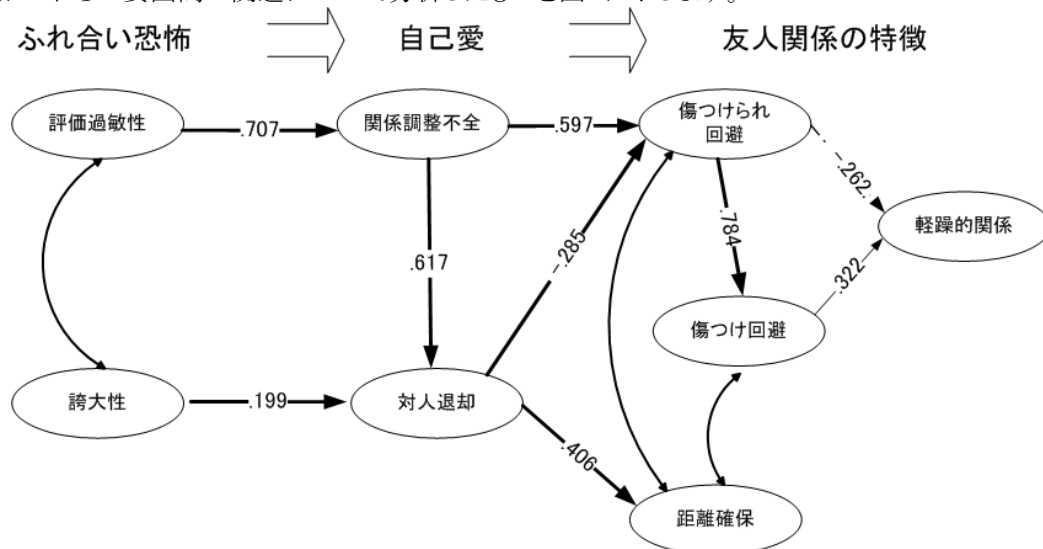 ふれ合い恐怖
自己愛
友人関係の特徴
評価過敏性
.707
関係調整不全
.597
傷つけられ
回避
-.262
軽躁的関係
.617
-.285
.784
.322
傷つけ回避
誇大性
.199
対人退却
.406
距離確保